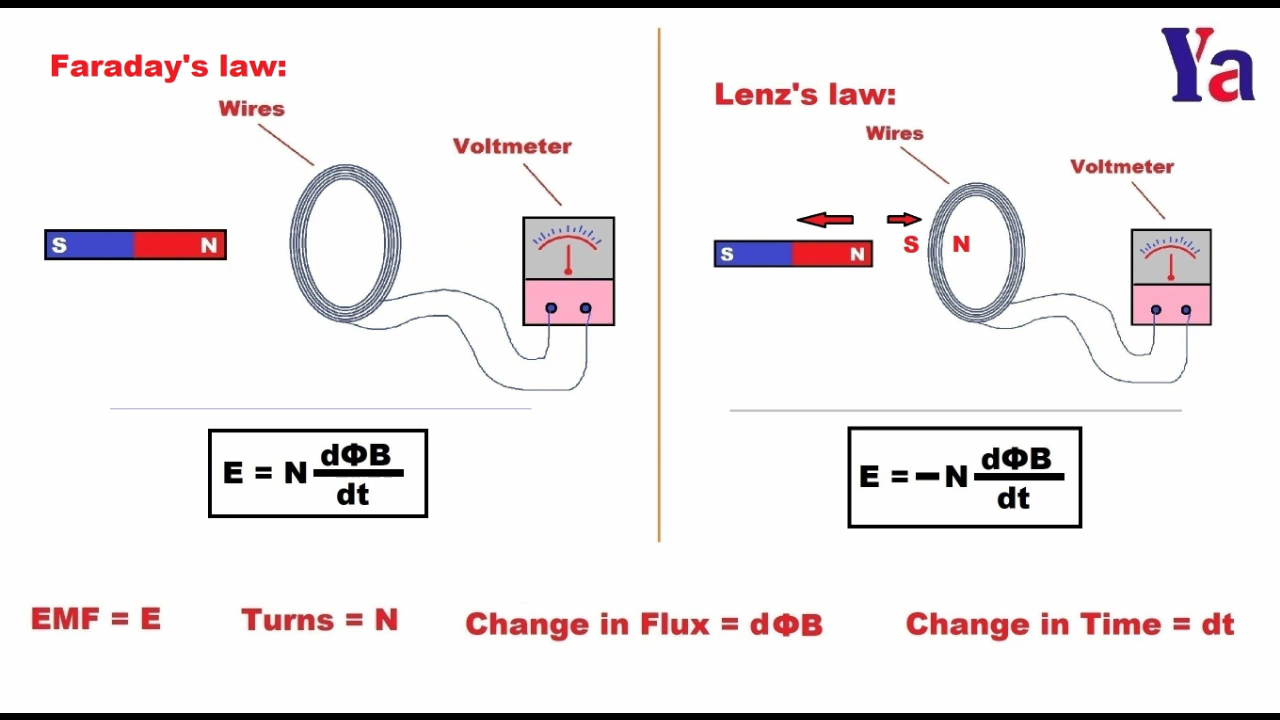 Faraday's law:
Wires
Voltmeter
S N
E = N dΦB
dt
Ya
Lenz's law:
Wires
Voltmeter
S N
S N
E = − N dΦB
dt
EMF = E
Turns = N
Change in Flux = dΦB
Change in Time = dt